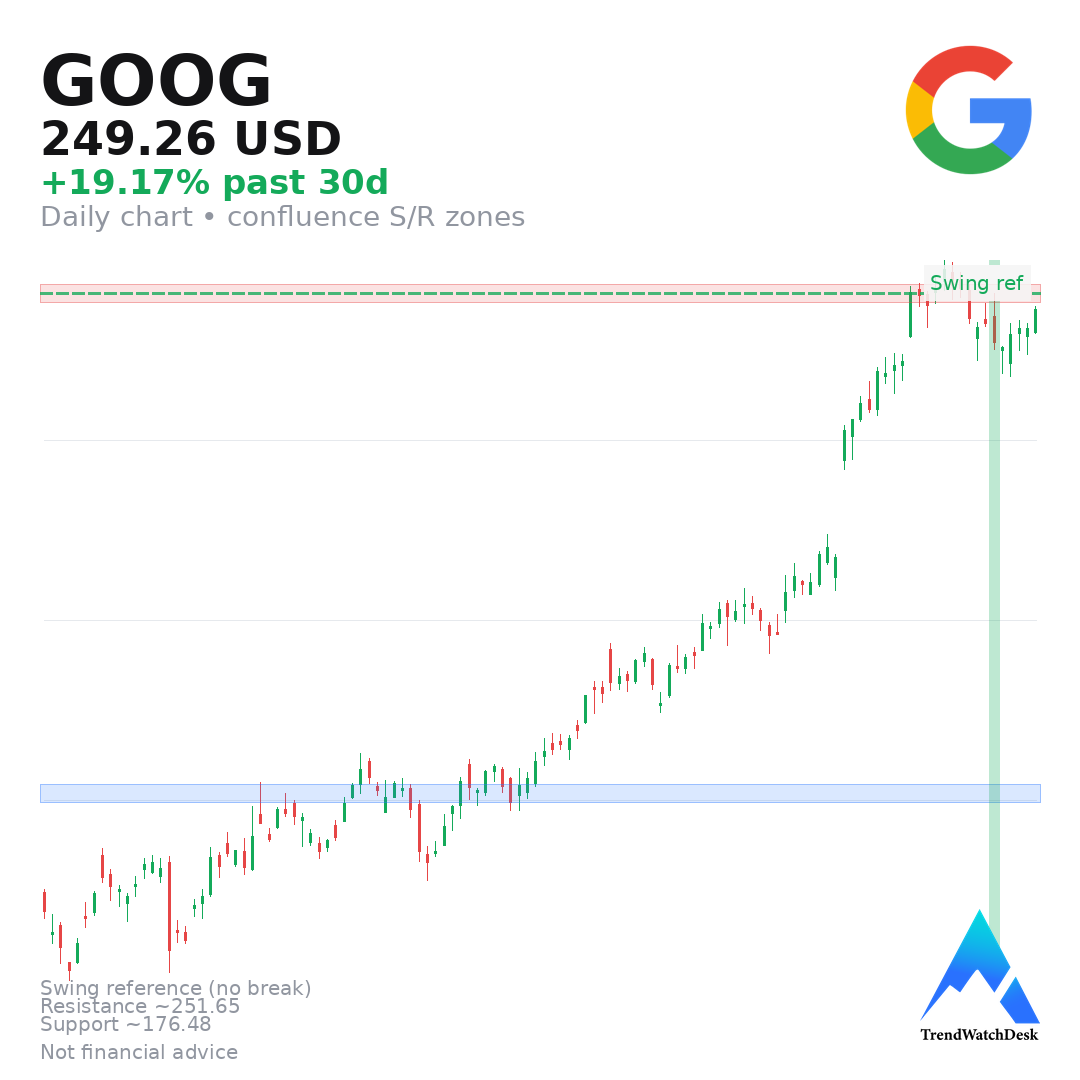 GOOG
249.26 USD
+19.17% past 30d
Daily chart • confluence S/R zones
Swing ref
Swing reference (no break)
Resistance ~251.65
Support ~176.48
Not financial advice
TrendWatchDesk